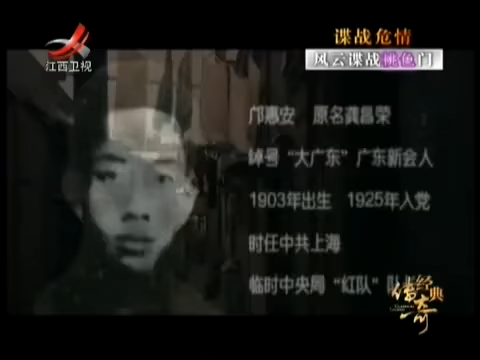 谍战危情
风云谍战桃色门
江西卫视
邝惠安 原名龚昌荣
绰号“大广东”广东新会人
1903年出生 1925年入党
时任中共上海
临时中央局“红队”队
经典
传奇